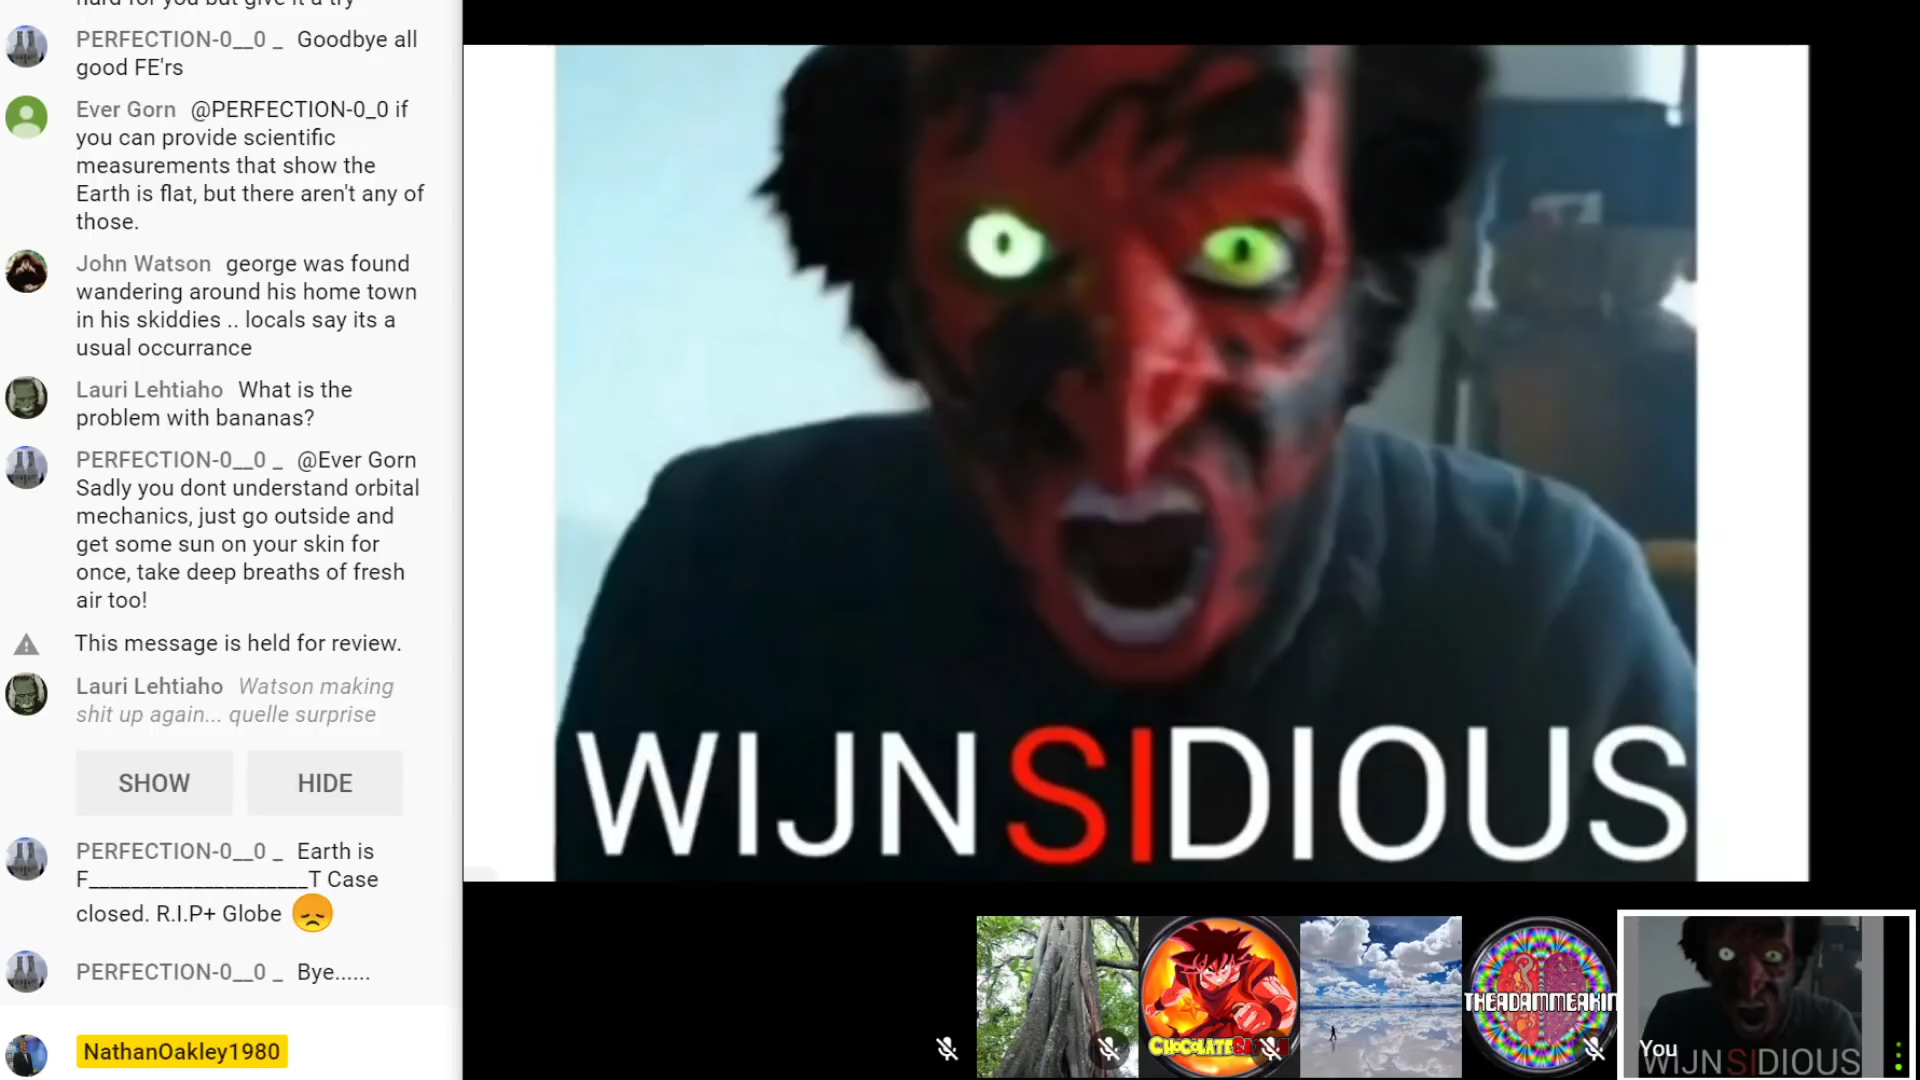 PERFECTION-0__0 _ Goodbye all
good FE'rs
Ever Gorn @PERFECTION-0_0 if
you can provide scientific
measurements that show the
Earth is flat, but there aren't any of
those.
John Watson george was found
wandering around his home town
in his skiddies .. locals say its a
usual occurrance
Lauri Lehtiaho What is the
problem with bananas?
PERFECTION-0__0 _ @Ever Gorn
Sadly you dont understand orbital
mechanics, just go outside and
get some sun on your skin for
once, take deep breaths of fresh
air too!
This message is held for review.
Lauri Lehtiaho Watson making
shit up again... quelle surprise
SHOW HIDE
PERFECTION-0__0 _ Earth is
F____________________T Case
closed. R.I.P+ Globe 😞
PERFECTION-0__0 _ Bye......
NathanOakley1980
WIJNSIDIOUS
THEADAMMEAKIN
You
WIJNSIDIOUS